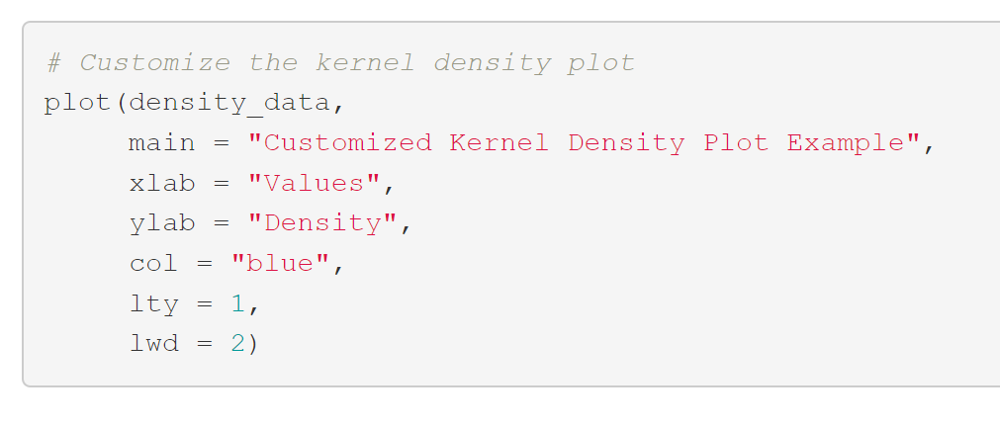 # Customize the kernel density plot
plot(density_data,
     main = "Customized Kernel Density Plot Example",
     xlab = "Values",
     ylab = "Density",
     col = "blue",
     lty = 1,
     lwd = 2)